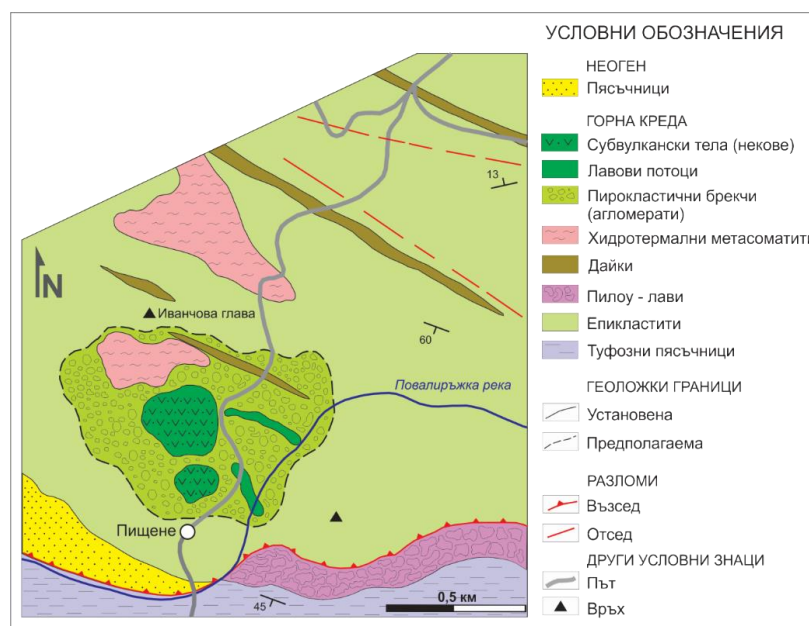 УСЛОВНИ ОБОЗНАЧЕНИЯ
НЕОГЕН
Пясъчници
ГОРНА КРЕДА
Субвулкански тела (некове)
Лавови потоци
Пирокластични брекчи
(агломерати)
Хидротермални метасоматити
Дайки
Пилоу - лави
Епикластити
Туфозни пясъчници
ГЕОЛОЖКИ ГРАНИЦИ
Установена
Предполагаема
РАЗЛОМИ
Възсед
Отсед
ДРУГИ УСЛОВНИ ЗНАЦИ
Път
Връх
13
N
Иванчова глава
60
Повалиръжка река
Пищене
45
0,5 км